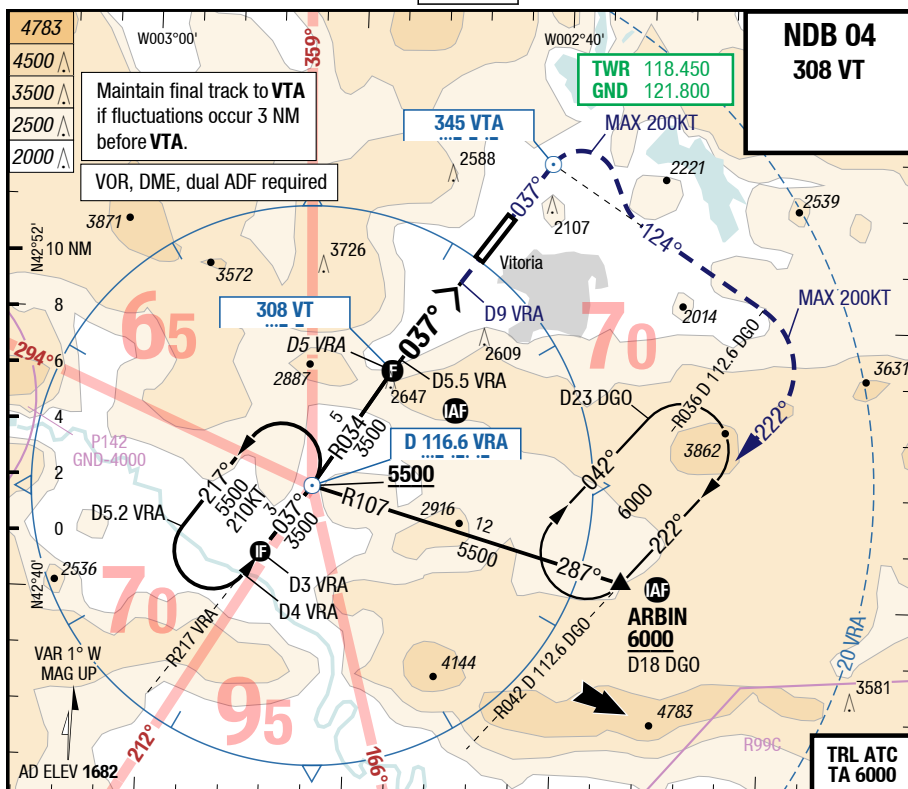 4783
4500
3500
2500
2000
W003°00'
W002°40'
359°
NDB 04
308 VT
TWR 118.450
GND 121.800
Maintain final track to VTA
if fluctuations occur 3 NM
before VTA.
VOR, DME, dual ADF required
345 VTA
MAX 200KT
2588
2221
2539
3871
037°
2107
124°
N42°52'
10 NM
3726
3572
Vitoria
MAX 200KT
8
308 VT
D9 VRA
65
70
2014
D5 VRA
037°
294°
6
2887
F
D5.5 VRA
2609
3631
2647
IAF
D23 DGO
R036 D 112.6 DGO
222°
4
P142
GND-4000
R034
5
3500
D 116.6 VRA
5500
3862
2
217°
5500
210KT
042°
6000
D5.2 VRA
3
037°
3500
R107
2916
12
5500
222°
0
IF
287°
2536
N42°40'
70
D3 VRA
D4 VRA
IAF
ARBIN
6000
D18 DGO
R217 VRA
R042 D 112.6 DGO
20 VRA
VAR 1° W
MAG UP
4144
95
4783
3581
212°
166°
R99C
AD ELEV 1682
TRL ATC
TA 6000